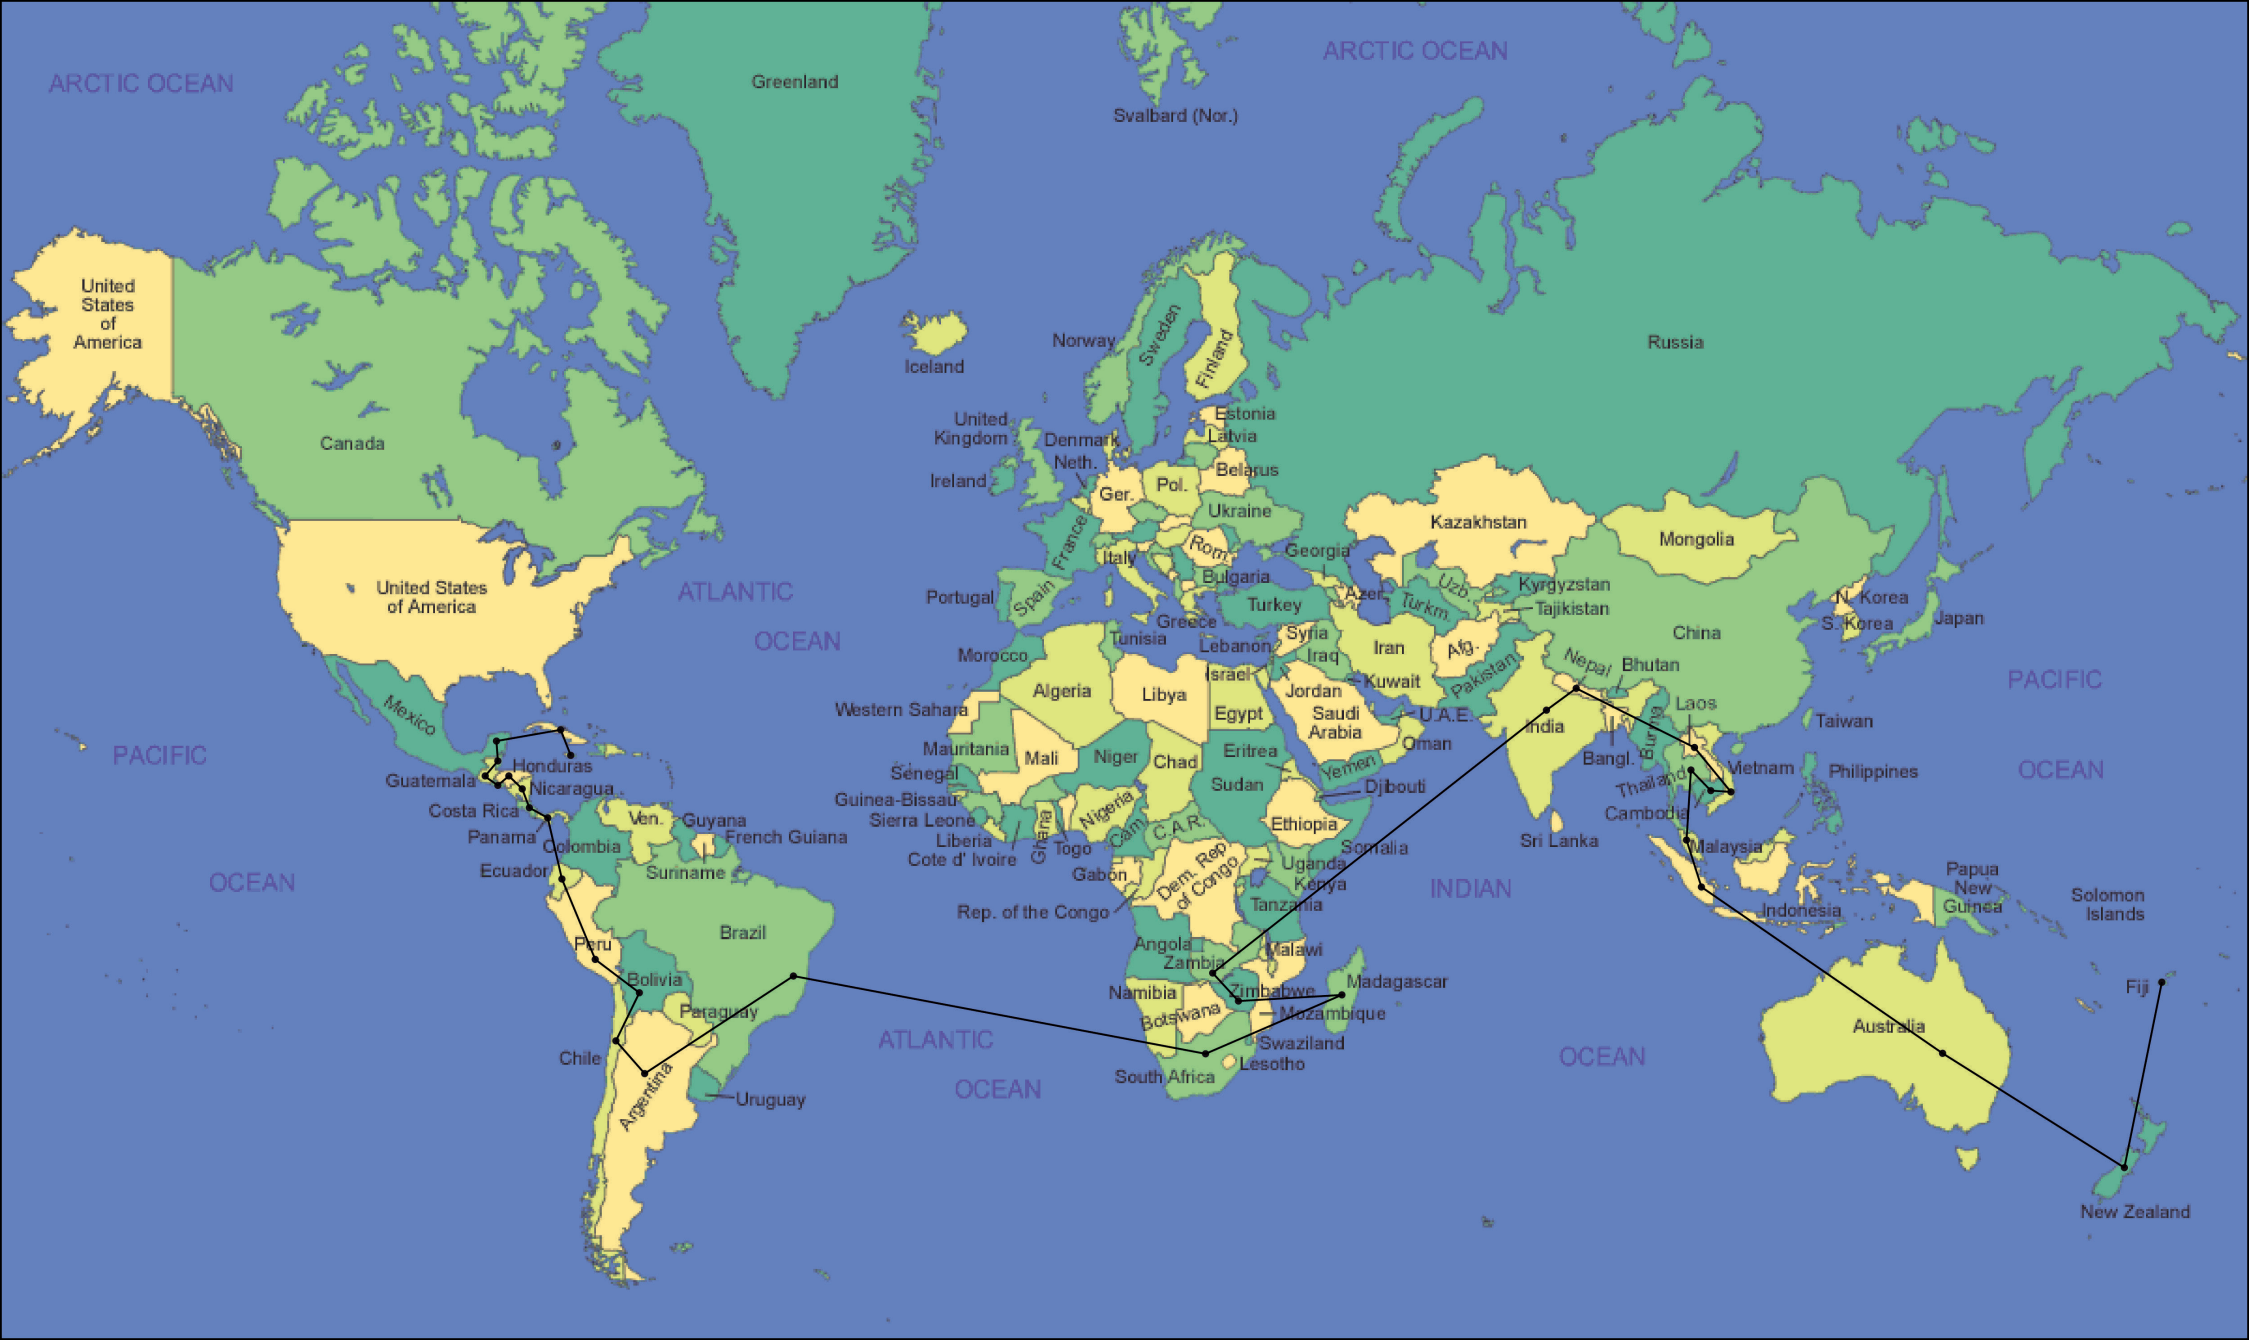 ARCTIC OCEAN
ARCTIC OCEAN
Greenland
Svalbard (Nor.)
United
States
of
America
Canada
Iceland
Norway
Sweden
Finland
Russia
Estonia
Latvia
Belarus
United
Kingdom
Denmark
Neth.
Ireland
Ger.
Pol.
Ukraine
France
Rom.
Italy
Bulgaria
Georgia
Kazakhstan
Mongolia
United States
of America
ATLANTIC
OCEAN
Portugal
Spain
Greece
Turkey
Azer.
Turkm.
Uzb.
Kyrgyzstan
Tajikistan
N. Korea
S. Korea
Japan
China
Tunisia
Lebanon
Syria
Iraq
Iran
Afg.
Pakistan
Nepal
Bhutan
Morocco
Israel
Jordan
Kuwait
Algeria
Libya
Egypt
Saudi
Arabia
U.A.E.
Oman
Western Sahara
Mexico
PACIFIC
OCEAN
PACIFIC
OCEAN
India
Bangl.
Burma
Laos
Taiwan
Mauritania
Mali
Niger
Chad
Eritrea
Sudan
Yemen
Djibouti
Thailand
Vietnam
Philippines
Cambodia
Guatemala
Honduras
Nicaragua
Costa Rica
Panama
Senegal
Guinea-Bissau
Sierra Leone
Liberia
Cote d' Ivoire
Ghana
Togo
Nigeria
Cam.
C.A.R.
Ethiopia
Somalia
Sri Lanka
Malaysia
Ven.
Guyana
French Guiana
Suriname
Colombia
Ecuador
Gabon
Rep. of the Congo
Dem. Rep.
of Congo
Uganda
Kenya
Tanzania
INDIAN
OCEAN
Indonesia
Papua
New
Guinea
Solomon
Islands
Brazil
Peru
Bolivia
Paraguay
Chile
Argentina
Uruguay
ATLANTIC
OCEAN
Angola
Zambia
Malawi
Namibia
Zimbabwe
Botswana
Mozambique
Madagascar
Swaziland
Lesotho
South Africa
Australia
Fiji
New Zealand